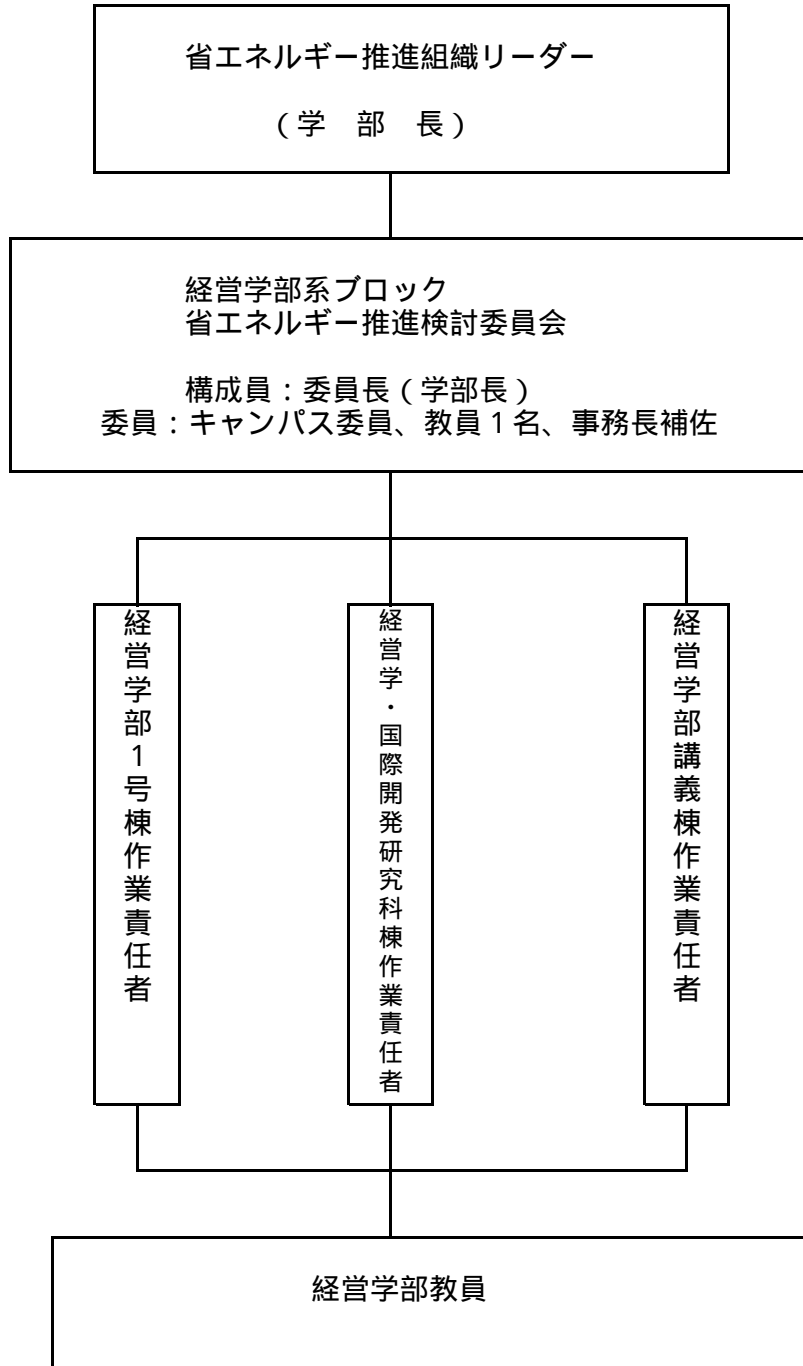 省エネルギー推進組織リーダー
（学　部　長）
経営学部系ブロック
省エネルギー推進検討委員会
構成員：委員長（学部長）
委員：キャンパス委員、教員１名、事務長補佐
経営学部１号棟作業責任者
経営学・国際開発研究科棟作業責任者
経営学部講義棟作業責任者
経営学部教員